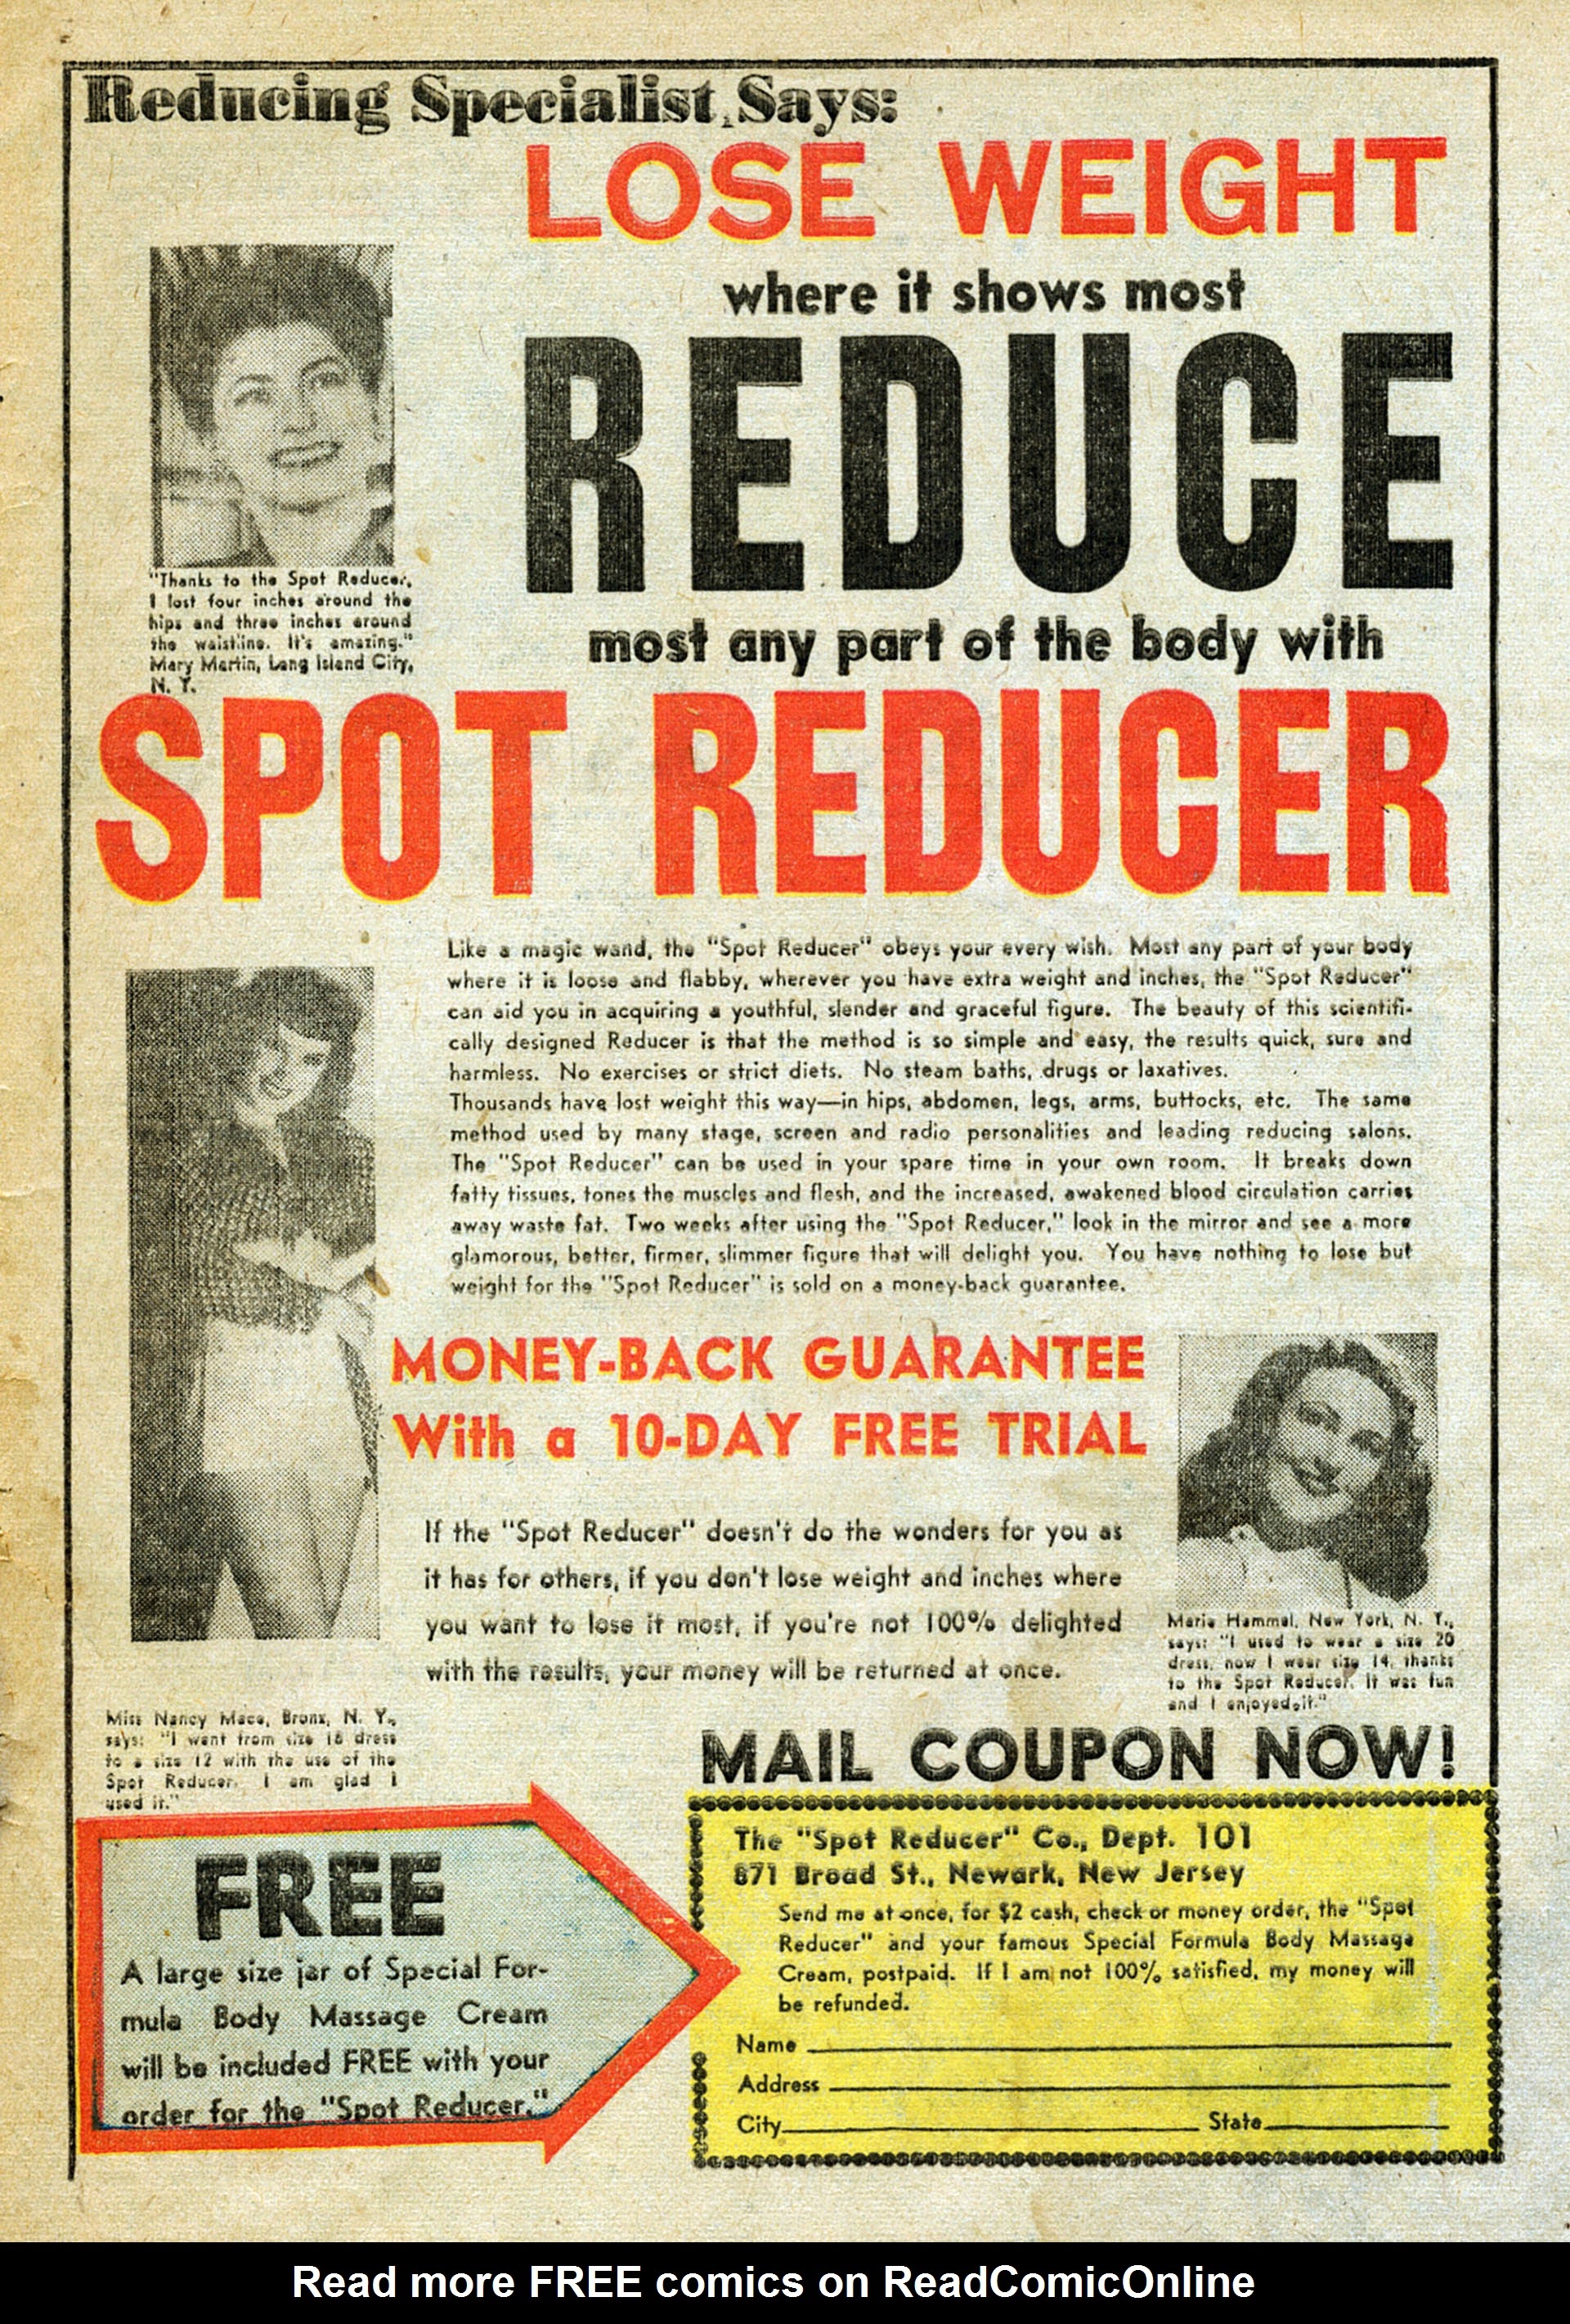 Reducing Specialist Says:
LOSE WEIGHT
where it shows most
REDUCE
most any part of the body with
"Thanks to the Spot Reducer,
I lost four inches around the
hips and three inches around
the waistline. It's amazing."
Mary Martin, Long Island City,
N. Y.
SPOT REDUCER
Like a magic wand, the "Spot Reducer" obeys your every wish. Most any part of your body
where it is loose and flabby, wherever you have extra weight and inches, the "Spot Reducer"
can aid you in acquiring a youthful, slender and graceful figure. The beauty of this scientifi-
cally designed Reducer is that the method is so simple and easy, the results quick, sure and
harmless. No exercises or strict diets. No steam baths, drugs or laxatives.
Thousands have lost weight this way—in hips, abdomen, legs, arms, buttocks, etc. The same
method used by many stage, screen and radio personalities and leading reducing salons.
The "Spot Reducer" can be used in your spare time in your own room. It breaks down
fatty tissues, tones the muscles and flesh, and the increased, awakened blood circulation carries
away waste fat. Two weeks after using the "Spot Reducer," look in the mirror and see a more
glamorous, better, firmer, slimmer figure that will delight you. You have nothing to lose but
weight for the "Spot Reducer" is sold on a money-back guarantee.
MONEY-BACK GUARANTEE
With a 10-DAY FREE TRIAL
If the "Spot Reducer" doesn't do the wonders for you as
it has for others, if you don't lose weight and inches where
you want to lose it most, if you're not 100% delighted
with the results, your money will be returned at once.
Marie Hammel, New York, N. Y.,
says: "I used to wear a size 20
dress, now I wear size 14, thanks
to the Spot Reducer. It was fun
and I enjoyed it."
Miss Nancy Mace, Bronx, N. Y.,
says: "I went from size 16 dress
to a size 12 with the use of the
Spot Reducer. I am glad I
used it."
MAIL COUPON NOW!
FREE
A large size jar of Special For-
mula Body Massage Cream
will be included FREE with your
order for the "Spot Reducer."
The "Spot Reducer" Co., Dept. 101
871 Broad St., Newark, New Jersey
Send me at once, for $2 cash, check or money order, the "Spot
Reducer" and your famous Special Formula Body Massage
Cream, postpaid. If I am not 100% satisfied, my money will
be refunded.
Name
Address
City State
Read more FREE comics on ReadComicOnline